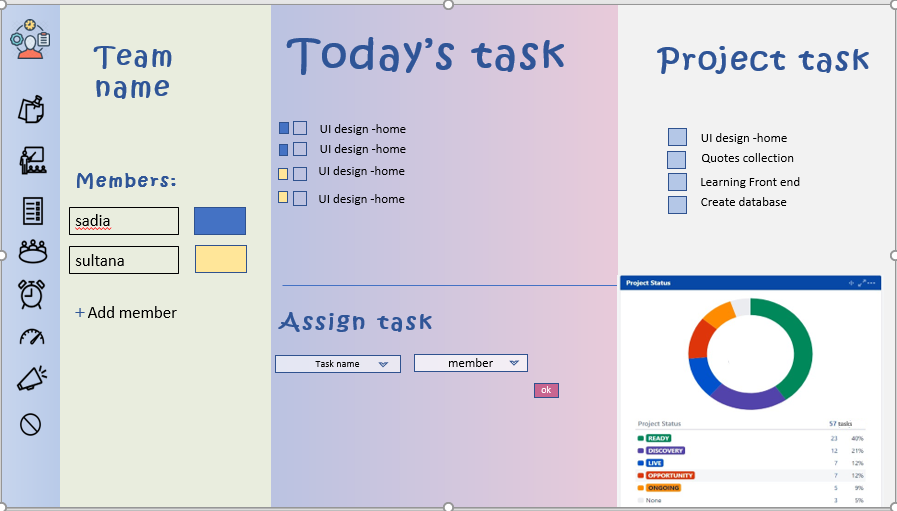 Team
name
Members:
sadia
sultana
+Add member
Today's task
UI design -home
UI design -home
UI design -home
UI design -home
Assign task
Task name
member
ok
Project task
UI design -home
Quotes collection
Learning Front end
Create database
Project Status
Project Status 57 tasks
READY 23 40%
DISCOVERY 12 21%
LIVE 7 12%
OPPORTUNITY 7 12%
ONGOING 5 9%
None 3 5%